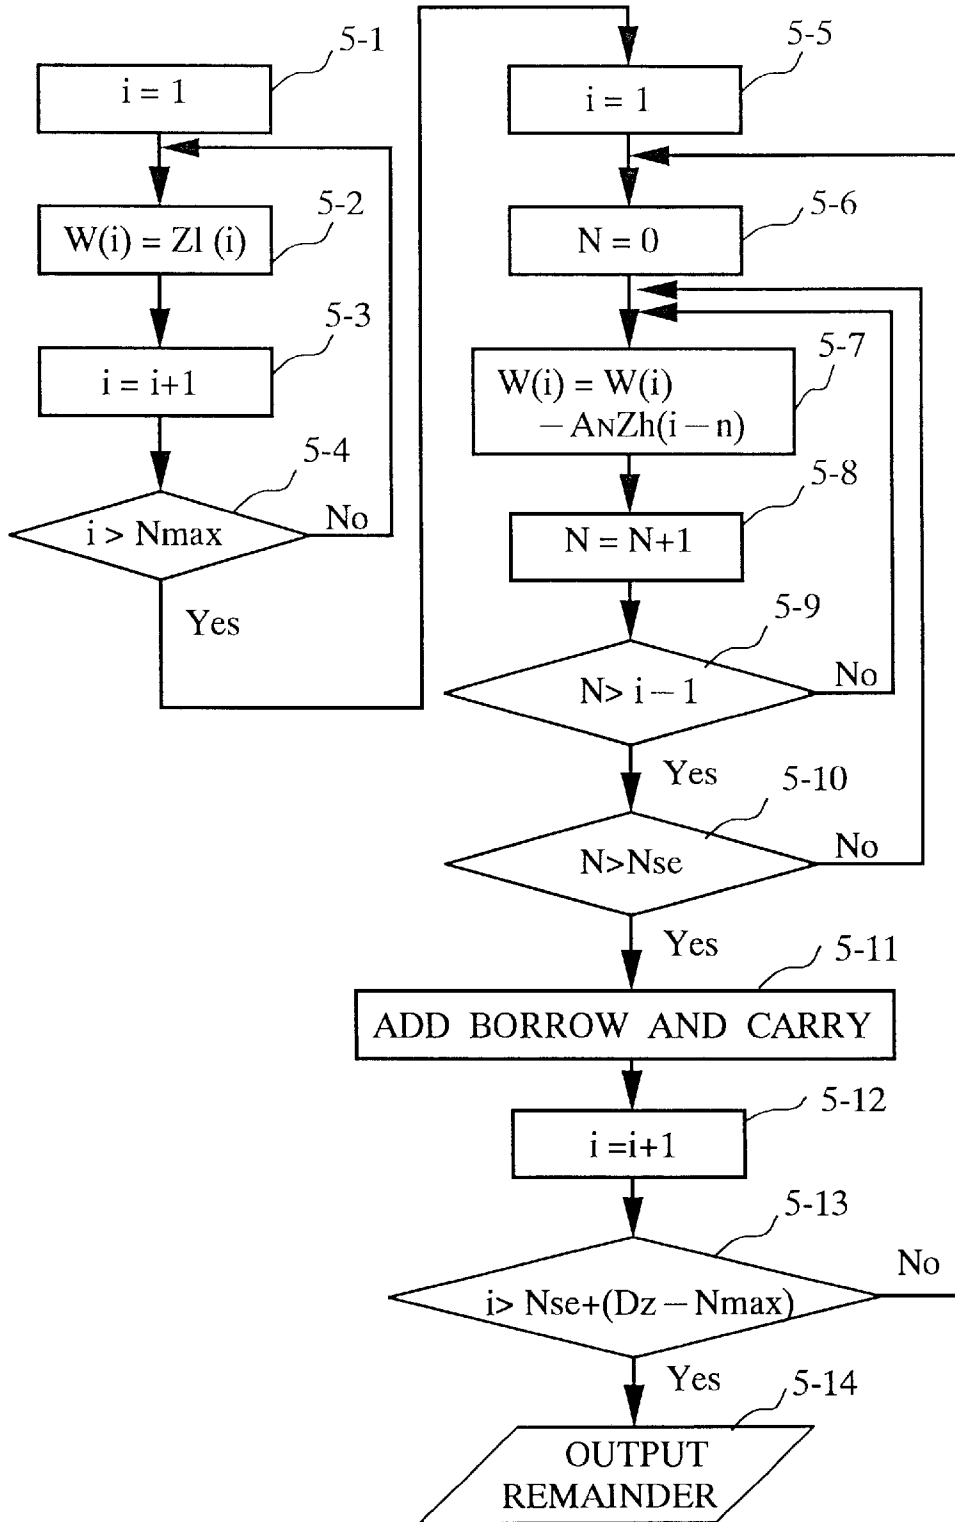 5-1
i = 1
5-2
W(i) = Zl (i)
5-3
i = i+1
5-4
i > Nmax
No
Yes
5-5
i = 1
5-6
N = 0
5-7
W(i) = W(i)
− ANZh(i − n)
5-8
N = N+1
5-9
N> i − 1
No
Yes
5-10
N>Nse
No
Yes
5-11
ADD BORROW AND CARRY
5-12
i =i+1
5-13
i> Nse+(Dz − Nmax)
No
Yes
5-14
OUTPUT
REMAINDER